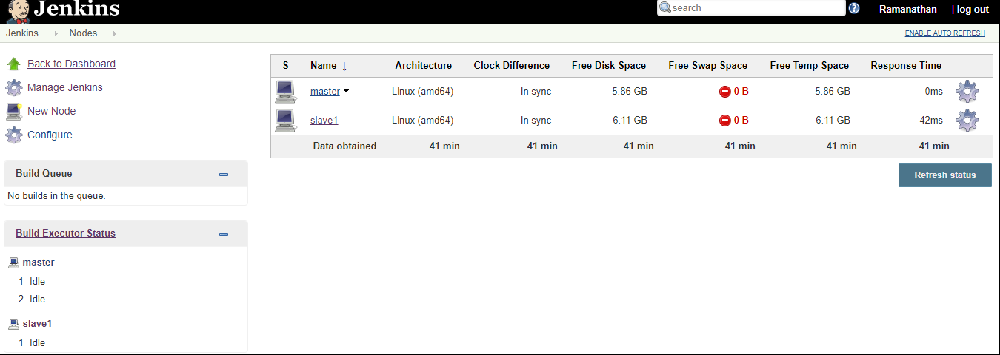 Jenkins
search
Ramanathan | log out
Jenkins Nodes
ENABLE AUTO REFRESH
Back to Dashboard
Manage Jenkins
New Node
Configure
Build Queue
No builds in the queue.
Build Executor Status
master
1 Idle
2 Idle
slave1
1 Idle
S Name ↓ Architecture Clock Difference Free Disk Space Free Swap Space Free Temp Space Response Time
master Linux (amd64) In sync 5.86 GB 0 B 5.86 GB 0ms
slave1 Linux (amd64) In sync 6.11 GB 0 B 6.11 GB 42ms
Data obtained 41 min 41 min 41 min 41 min 41 min 41 min
Refresh status